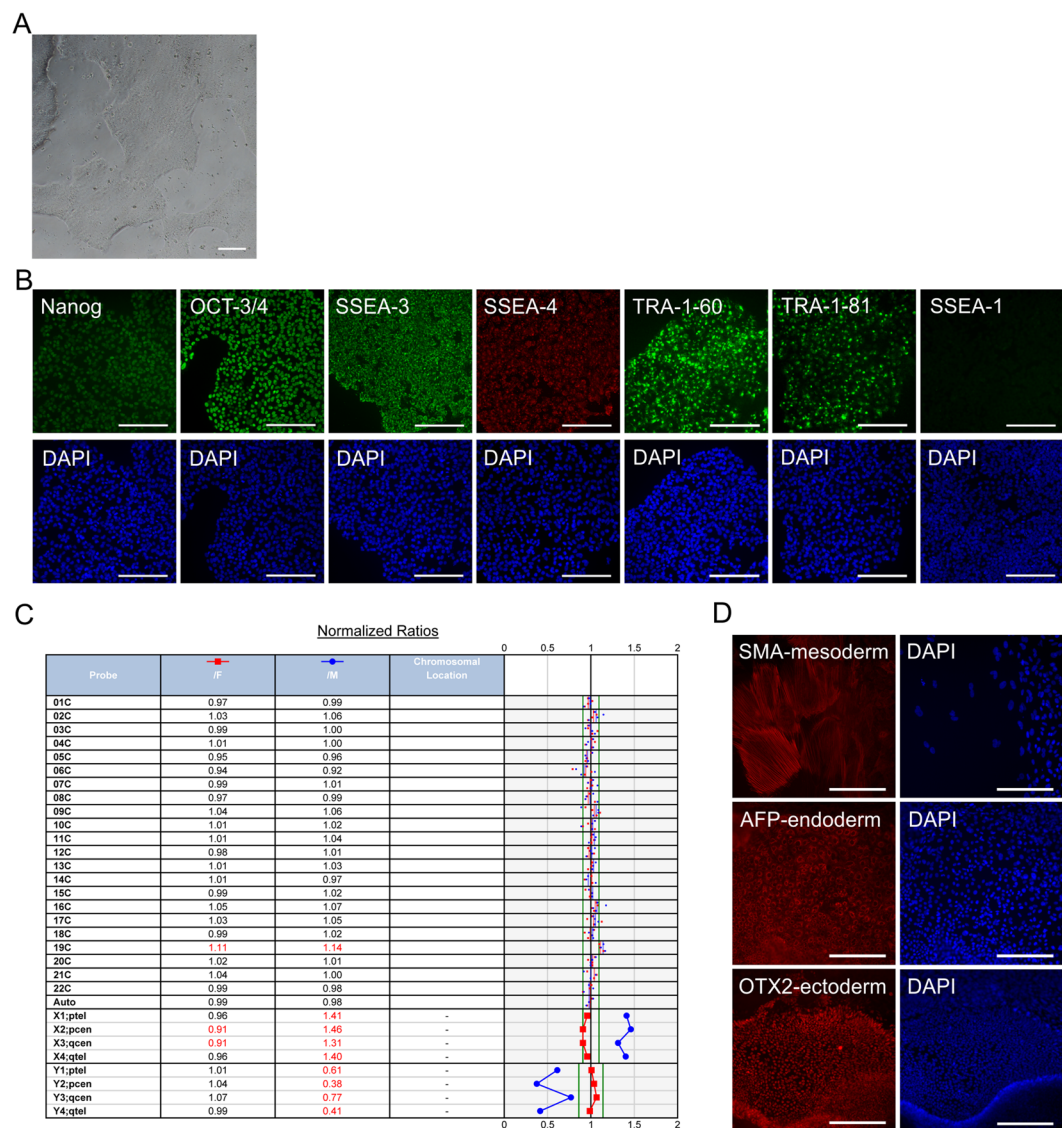 A
B
Nanog OCT-3/4 SSEA-3 SSEA-4 TRA-1-60 TRA-1-81 SSEA-1
DAPI DAPI DAPI DAPI DAPI DAPI DAPI
C
Normalized Ratios
0 0.5 1 1.5 2
Probe /F /M Chromosomal Location
01C 0.97 0.99
02C 1.03 1.06
03C 0.99 1.00
04C 1.01 1.00
05C 0.95 0.96
06C 0.94 0.92
07C 0.99 1.01
08C 0.97 0.99
09C 1.04 1.06
10C 1.01 1.02
11C 1.01 1.04
12C 0.98 1.01
13C 1.01 1.03
14C 1.01 0.97
15C 0.99 1.02
16C 1.05 1.07
17C 1.03 1.05
18C 0.99 1.02
19C 1.11 1.14
20C 1.02 1.01
21C 1.04 1.00
22C 0.99 0.98
Auto 0.99 0.98
X1;ptel 0.96 1.41 -
X2;pcen 0.91 1.46 -
X3;qcen 0.91 1.31 -
X4;qtel 0.96 1.40 -
Y1;ptel 1.01 0.61 -
Y2;pcen 1.04 0.38 -
Y3;qcen 1.07 0.77 -
Y4;qtel 0.99 0.41 -
0 0.5 1 1.5 2
D
SMA-mesoderm DAPI
AFP-endoderm DAPI
OTX2-ectoderm DAPI